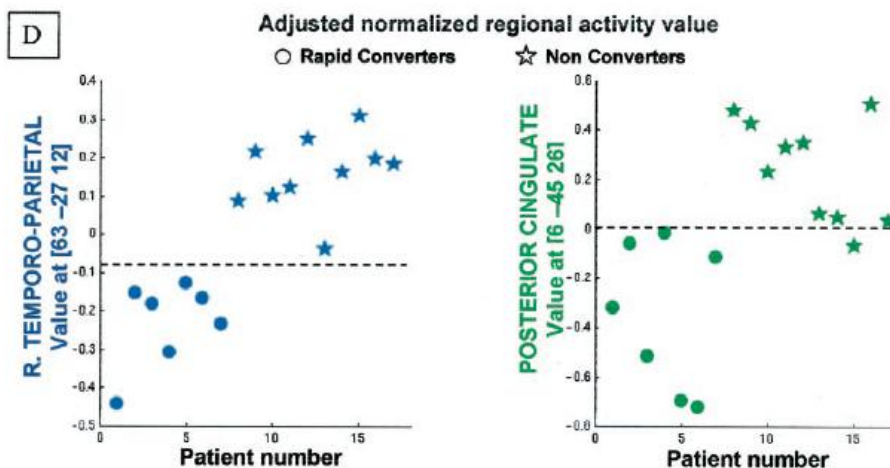 D
Adjusted normalized regional activity value
○ Rapid Converters ☆ Non Converters
R. TEMPORO-PARIETAL
Value at [63 –27 12]
0.4
0.3
0.2
0.1
0
-0.1
-0.2
-0.3
-0.4
-0.5
0 5 10 15
Patient number
POSTERIOR CINGULATE
Value at [6 –45 26]
0.6
0.4
0.2
0
-0.2
-0.4
-0.6
-0.8
0 5 10 15
Patient number